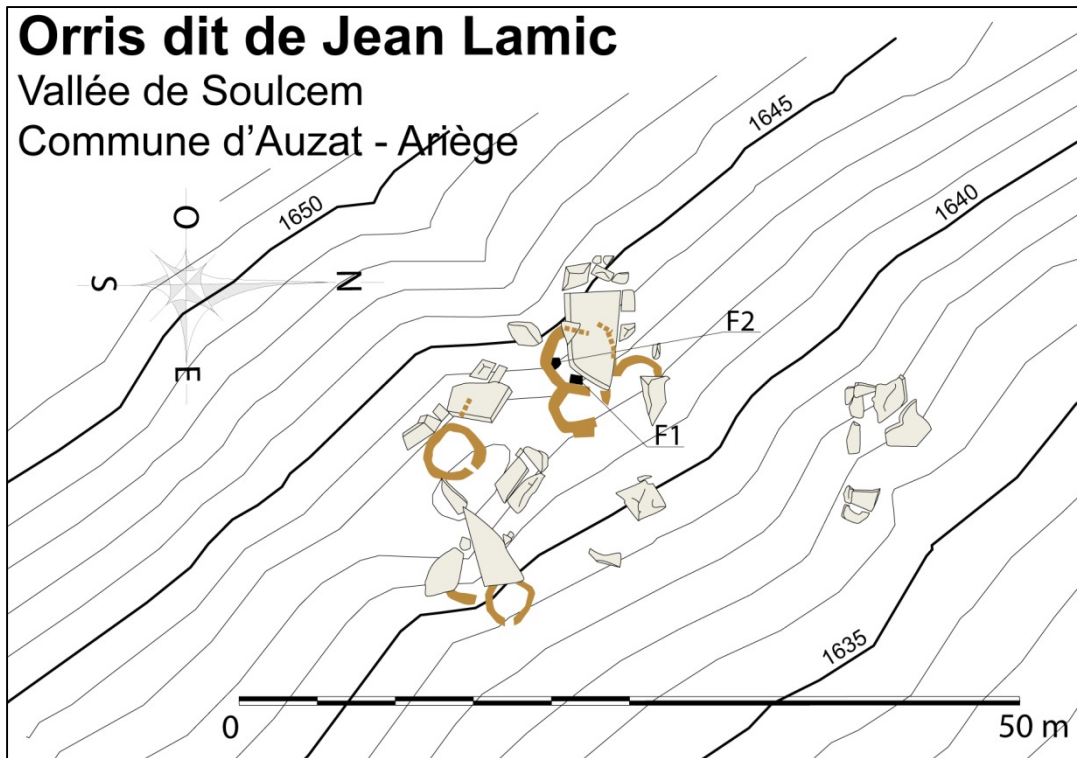 Orris dit de Jean Lamic
Vallée de Soulcem
Commune d'Auzat - Ariège
1645
1650
1640
O
S
N
E
F2
F1
1635
0
50 m